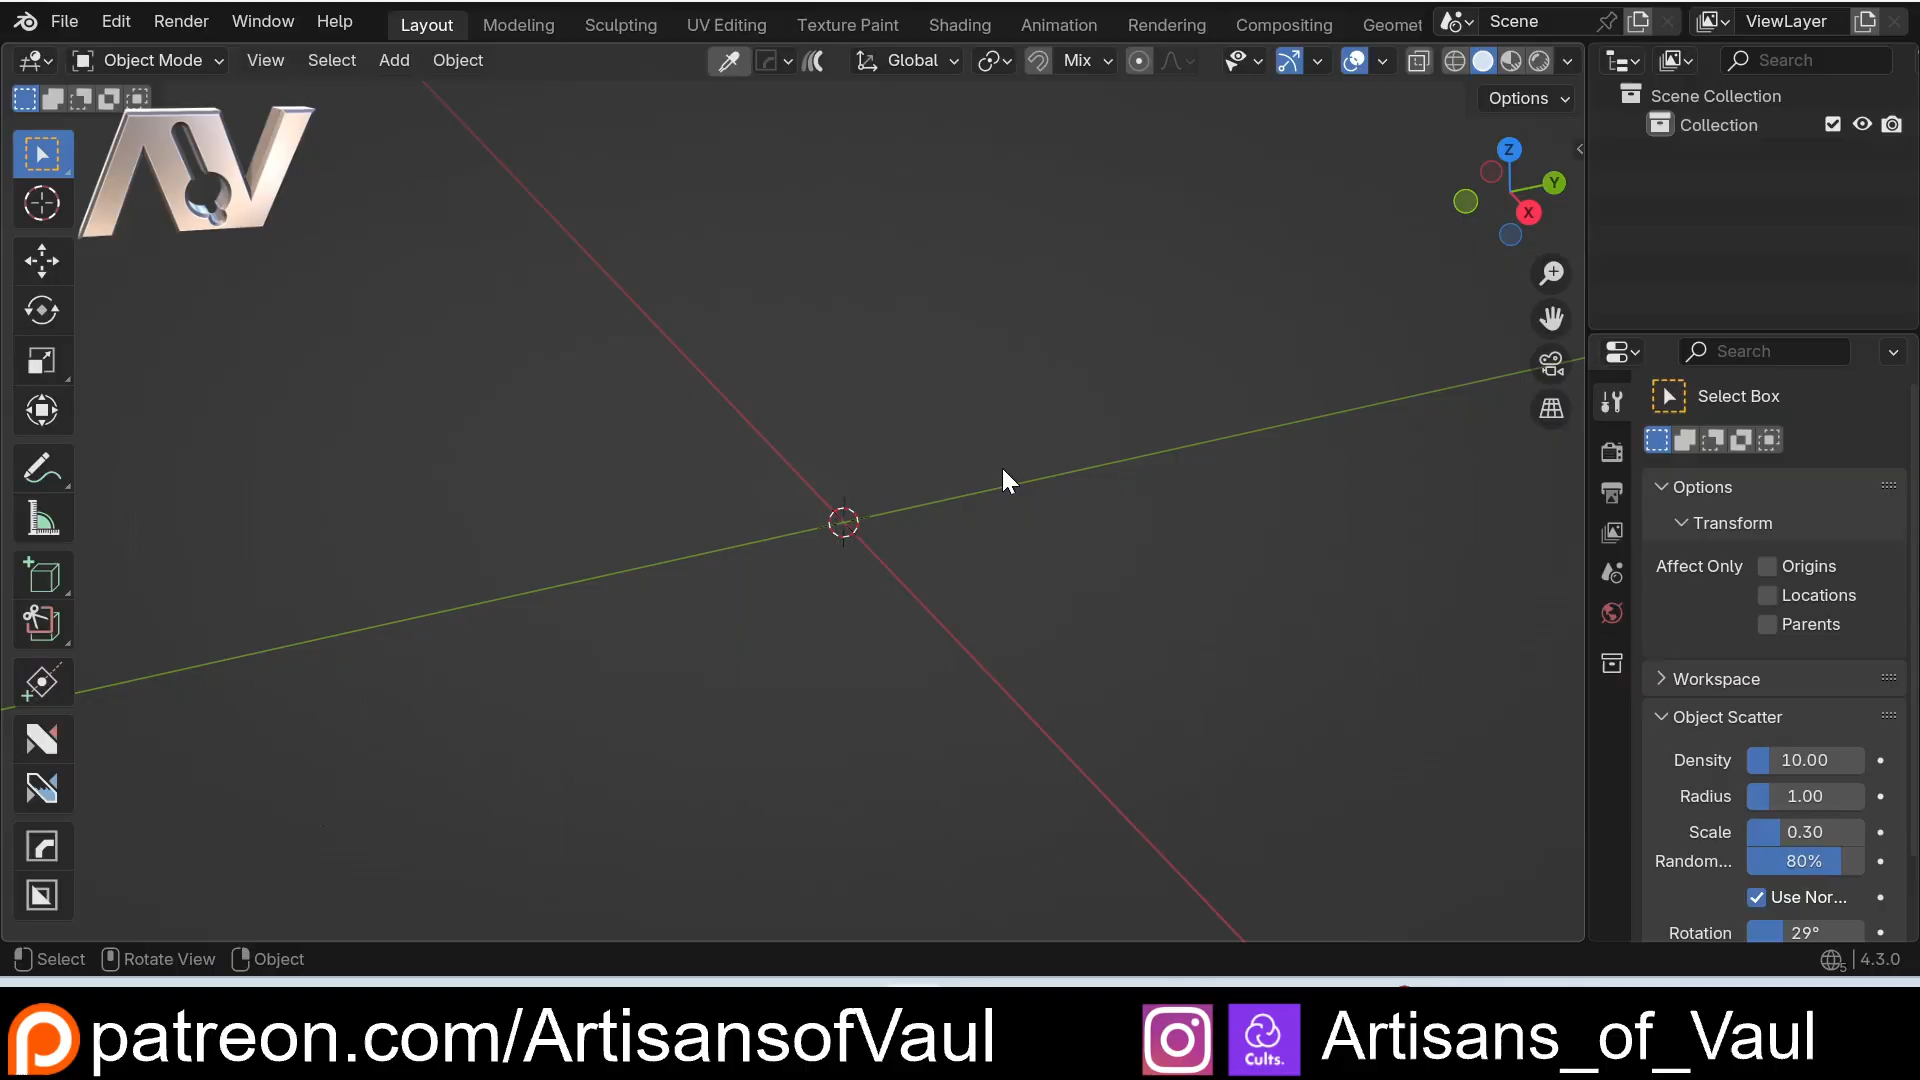 File Edit Render Window Help Layout Modeling Sculpting UV Editing Texture Paint Shading Animation Rendering Compositing Geomet Scene ViewLayer
Object Mode View Select Add Object Global Mix Search
Options
Scene Collection
Collection
Z
Y
X
AV
Search
Select Box
Options
Transform
Affect Only Origins
Locations
Parents
Workspace
Object Scatter
Density 10.00
Radius 1.00
Scale 0.30
Random... 80%
Use Nor...
Rotation 29°
Select Rotate View Object 5 4.3.0
patreon.com/ArtisansofVaul Cults. Artisans_of_Vaul